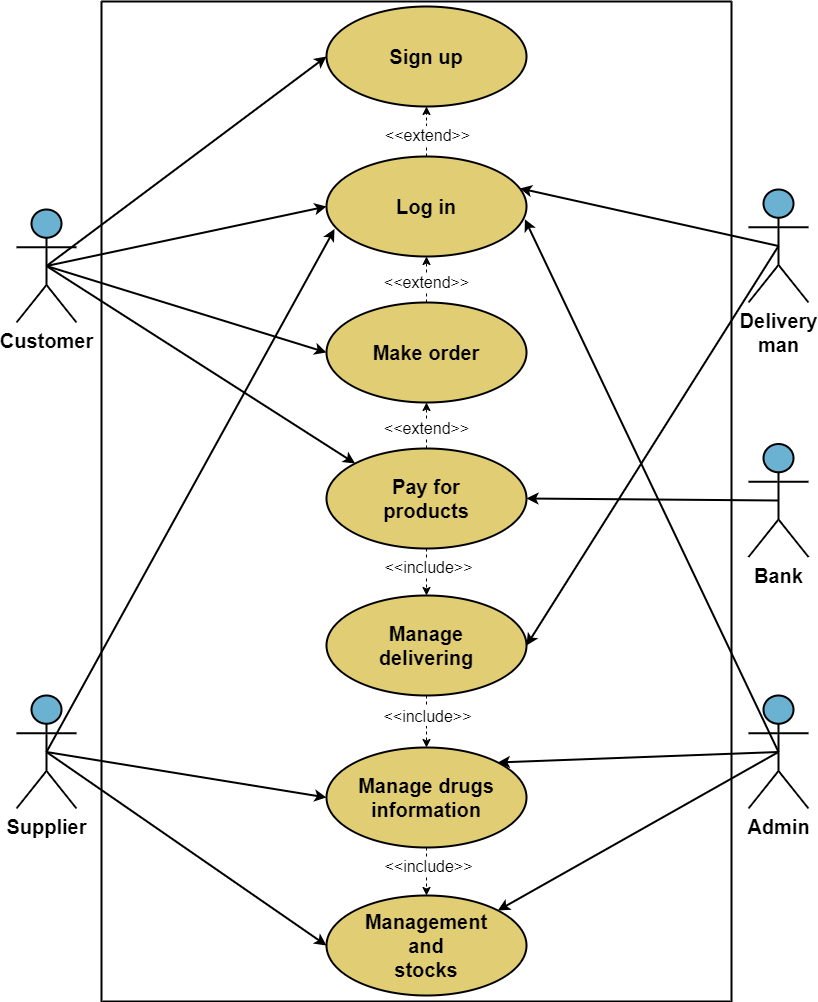 Sign up
<<extend>>
Log in
<<extend>>
Customer
Delivery
man
Make order
<<extend>>
Pay for
products
Bank
<<include>>
Manage
delivering
<<include>>
Manage drugs
information
Supplier
Admin
<<include>>
Management
and
stocks